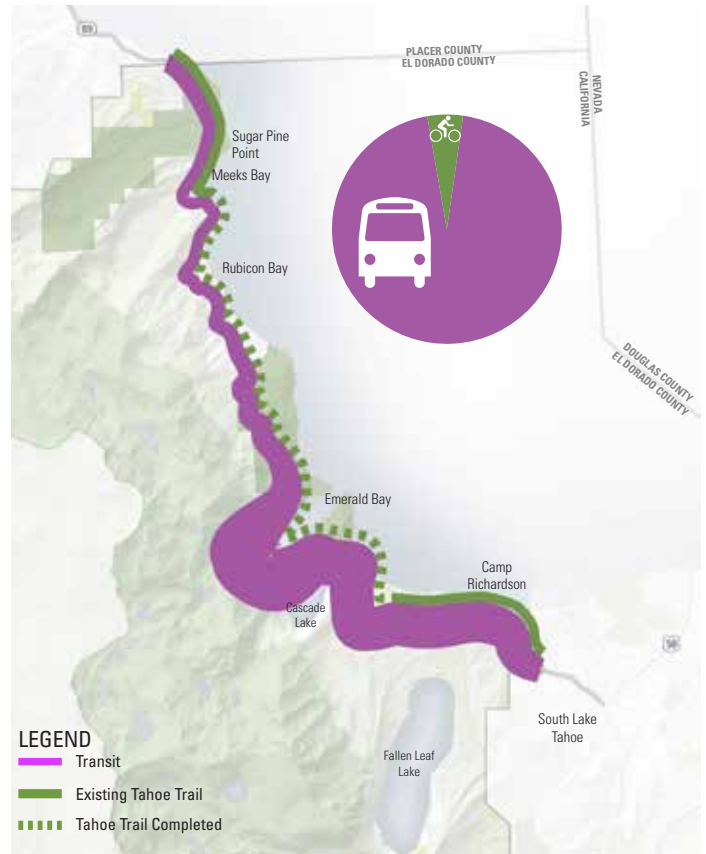 89
PLACER COUNTY
EL DORADO COUNTY
NEVADA
CALIFORNIA
Sugar Pine
Point
Meeks Bay
Rubicon Bay
DOUGLAS COUNTY
EL DORADO COUNTY
Emerald Bay
Camp
Richardson
Cascade
Lake
50
South Lake
Tahoe
Fallen Leaf
Lake
LEGEND
Transit
Existing Tahoe Trail
Tahoe Trail Completed